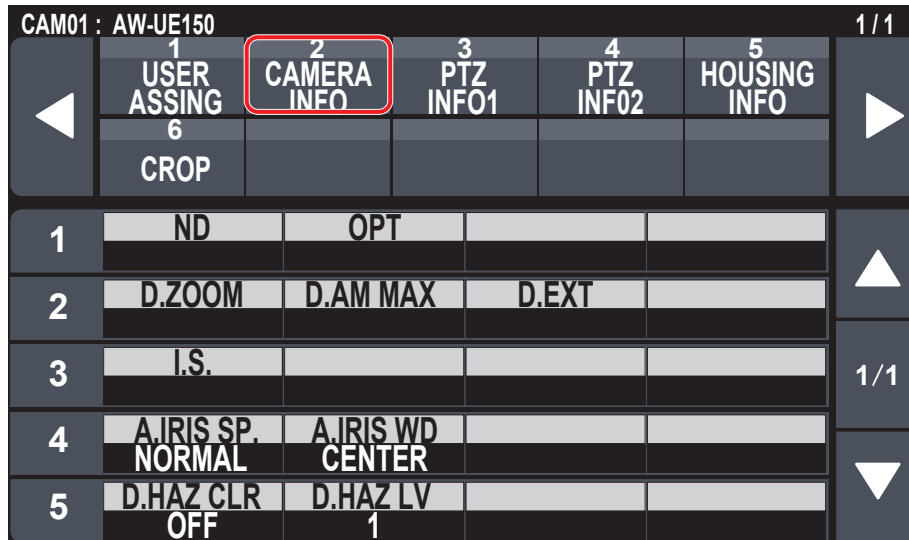 CAM01 : AW-UE150 1 / 1
1 2 3 4 5
USER CAMERA PTZ PTZ HOUSING
ASSING INFO INFO1 INF02 INFO
6
CROP
1 ND OPT
2 D.ZOOM D.AM MAX D.EXT
3 I.S. 1/1
4 A.IRIS SP. A.IRIS WD
NORMAL CENTER
5 D.HAZ CLR D.HAZ LV
OFF 1